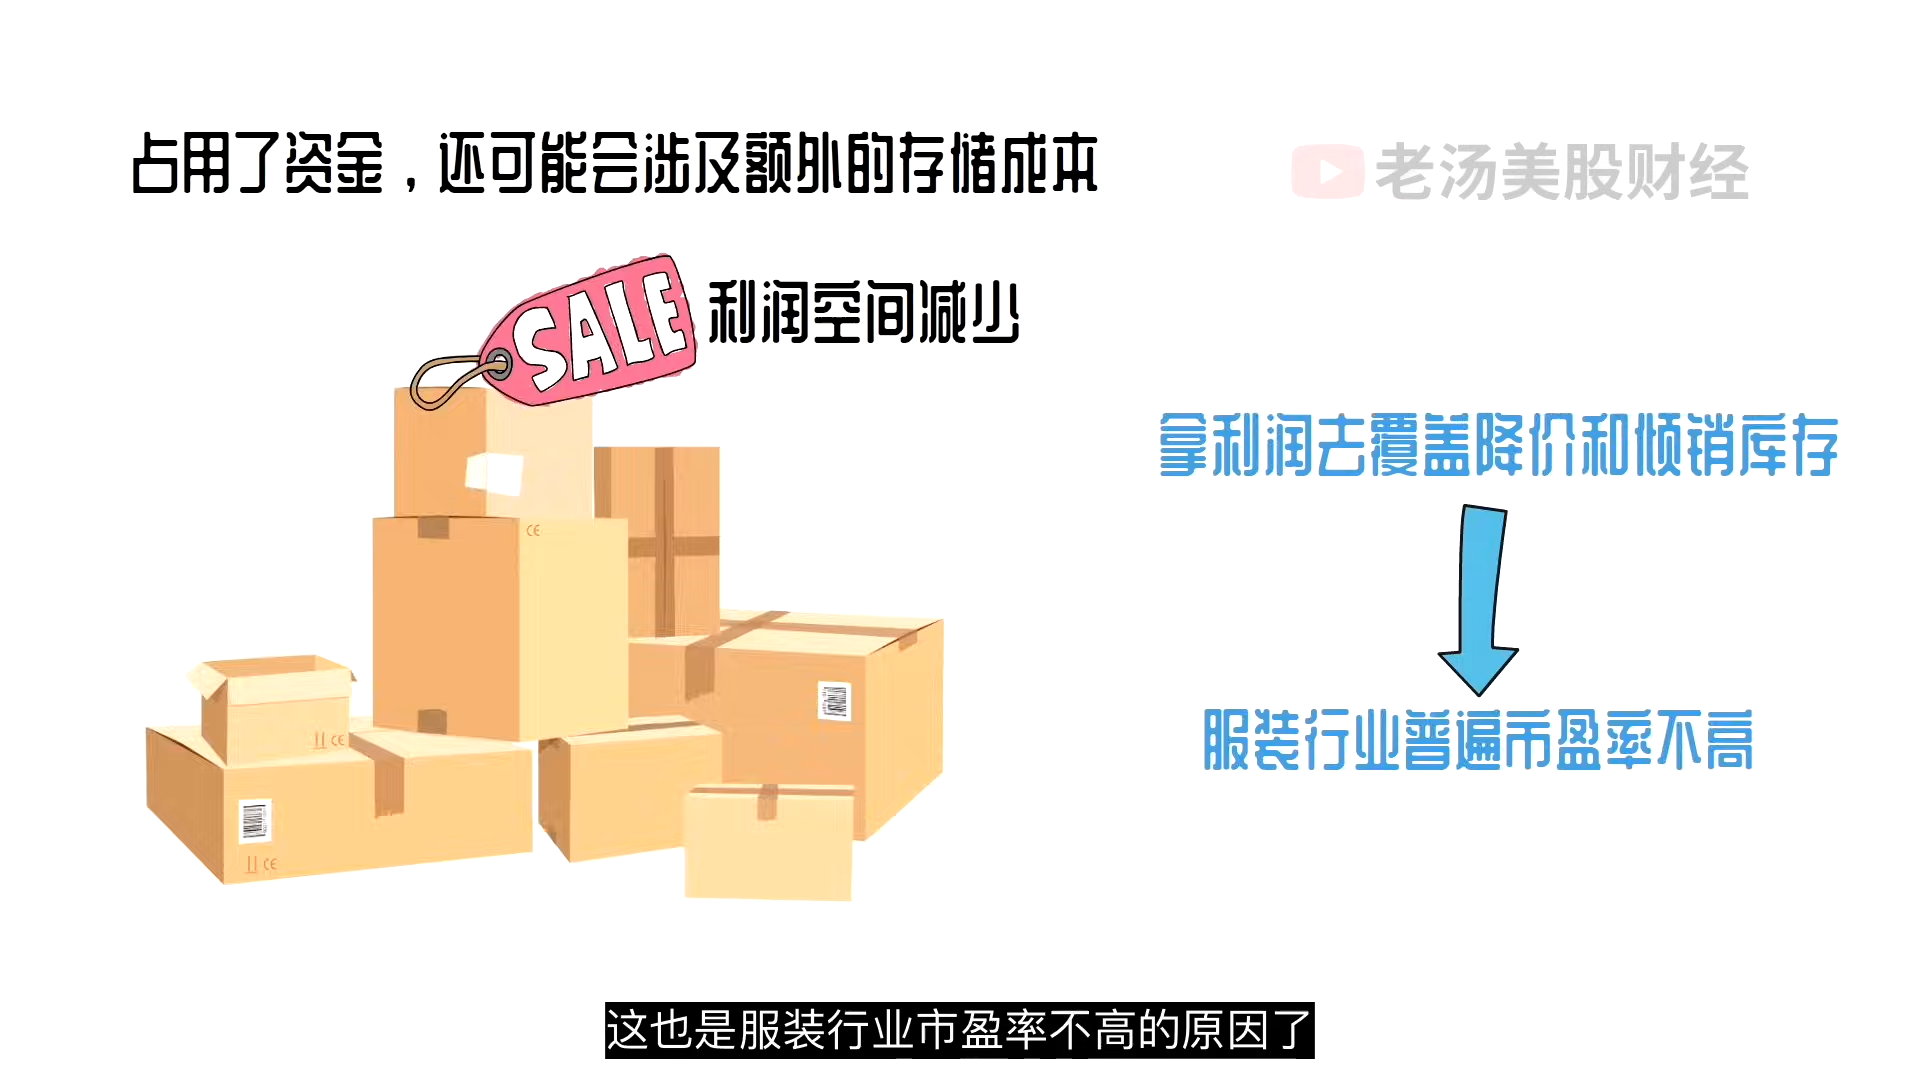 占用了资金，还可能会涉及额外的存储成本
老汤美股财经
SALE
利润空间减少
拿利润去覆盖降价和倾销库存
CE
服装行业普遍市盈率不高
CE
CE
这也是服装行业市盈率不高的原因了